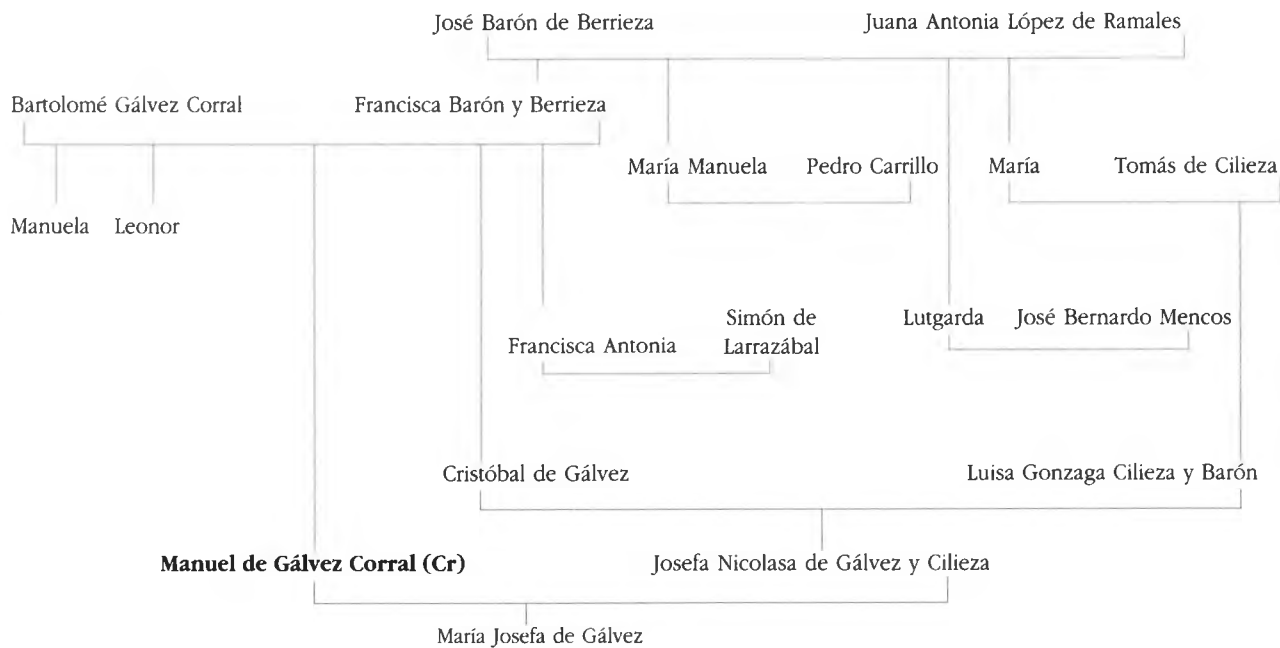 José Barón de Berrieza Juana Antonia López de Ramales
Bartolomé Gálvez Corral Francisca Barón y Berrieza
María Manuela Pedro Carrillo María Tomás de Cilieza
Manuela Leonor
Francisca Antonia Simón de
Larrazábal Lutgarda José Bernardo Mencos
Cristóbal de Gálvez Luisa Gonzaga Cilieza y Barón
Manuel de Gálvez Corral (Cr) Josefa Nicolasa de Gálvez y Cilieza
María Josefa de Gálvez